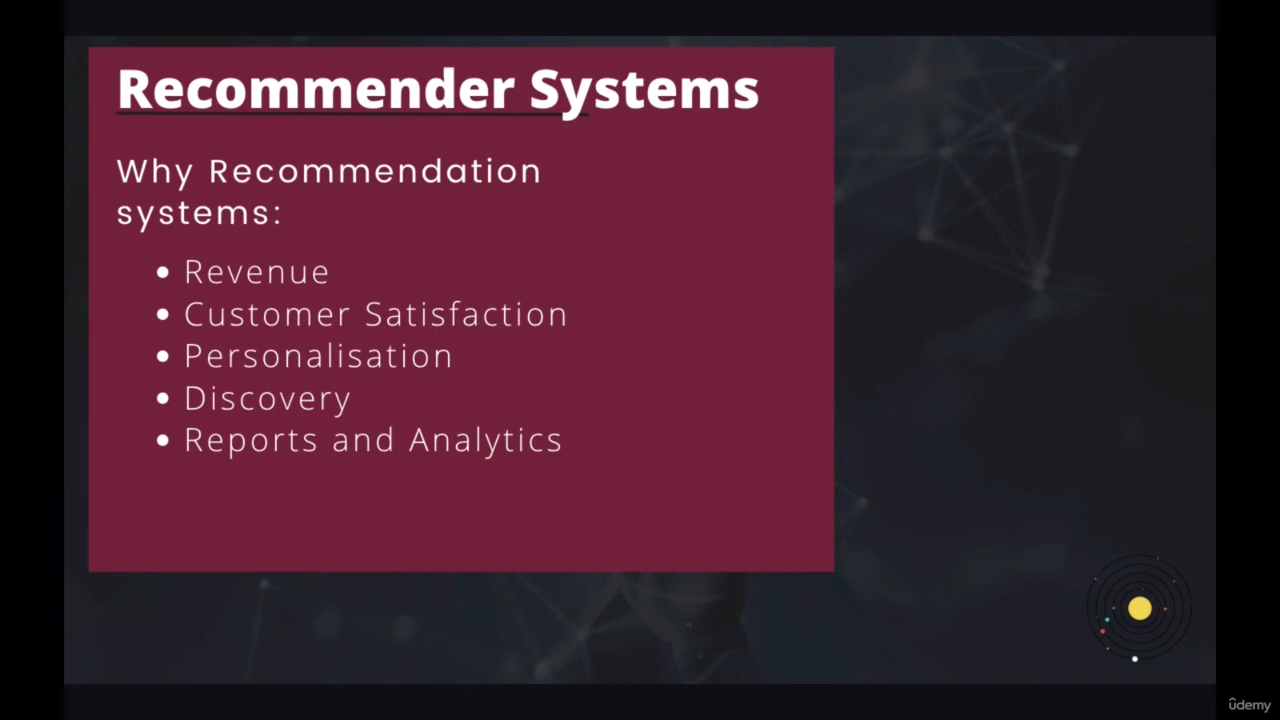 Recommender Systems
Why Recommendation
systems:
• Revenue
• Customer Satisfaction
• Personalisation
• Discovery
• Reports and Analytics
ûdemy